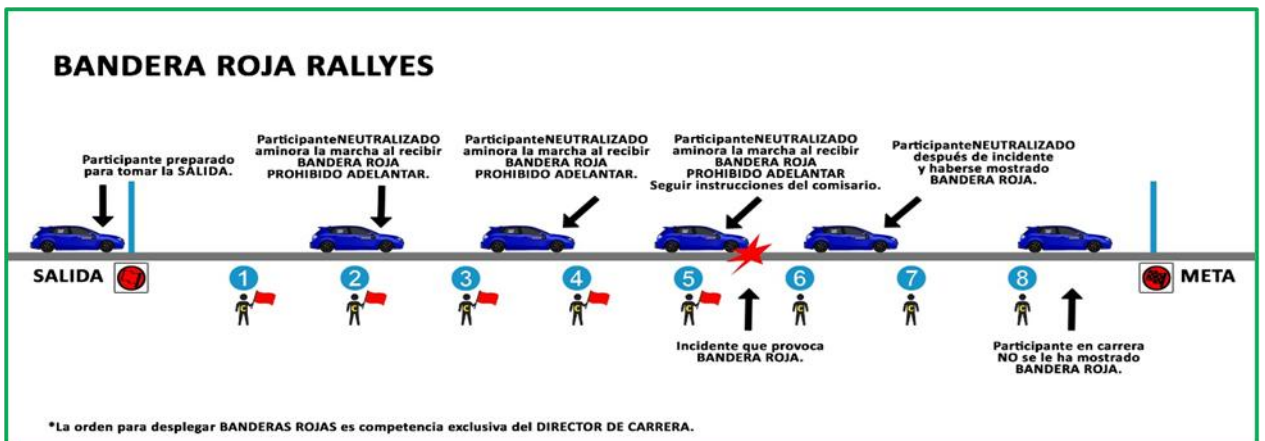 BANDERA ROJA RALLYES
Participante preparado
para tomar la SALIDA.
ParticipanteNEUTRALIZADO
aminora la marcha al recibir
BANDERA ROJA
PROHIBIDO ADELANTAR.
ParticipanteNEUTRALIZADO
aminora la marcha al recibir
BANDERA ROJA
PROHIBIDO ADELANTAR.
ParticipanteNEUTRALIZADO
aminora la marcha al recibir
BANDERA ROJA
PROHIBIDO ADELANTAR
Seguir instrucciones del comisario.
ParticipanteNEUTRALIZADO
después de incidente
y haberse mostrado
BANDERA ROJA.
SALIDA
1
2
3
4
5
6
7
8
META
C
C
C
C
C
C
C
C
Incidente que provoca
BANDERA ROJA.
Participante en carrera
NO se le ha mostrado
BANDERA ROJA.
*La orden para desplegar BANDERAS ROJAS es competencia exclusiva del DIRECTOR DE CARRERA.